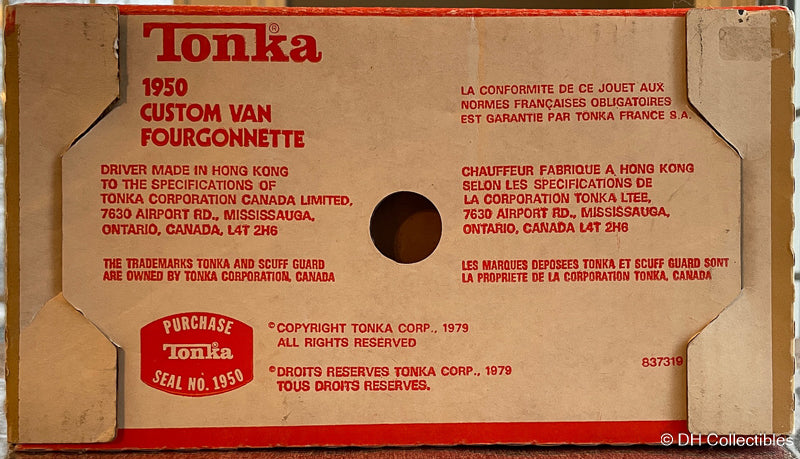 Tonka®
1950
CUSTOM VAN
FOURGONNETTE
LA CONFORMITE DE CE JOUET AUX
NORMES FRANÇAISES OBLIGATOIRES
EST GARANTIE PAR TONKA FRANCE S.A.
DRIVER MADE IN HONG KONG
TO THE SPECIFICATIONS OF
TONKA CORPORATION CANADA LIMITED,
7630 AIRPORT RD., MISSISSAUGA,
ONTARIO, CANADA, L4T 2H6
CHAUFFEUR FABRIQUE A HONG KONG
SELON LES SPECIFICATIONS DE
LA CORPORATION TONKA LTEE,
7630 AIRPORT RD., MISSISSAUGA,
ONTARIO, CANADA L4T 2H6
THE TRADEMARKS TONKA AND SCUFF GUARD
ARE OWNED BY TONKA CORPORATION, CANADA
LES MARQUES DEPOSEES TONKA ET SCUFF GUARD SONT
LA PROPRIETE DE LA CORPORATION TONKA, CANADA
PURCHASE
Tonka
SEAL NO. 1950
©COPYRIGHT TONKA CORP., 1979
ALL RIGHTS RESERVED
©DROITS RESERVES TONKA CORP., 1979
TOUS DROITS RESERVES.
837319
© DH Collectibles